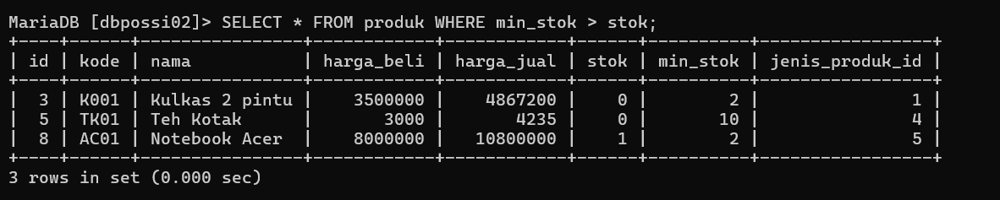 MariaDB [dbpossi02]> SELECT * FROM produk WHERE min_stok > stok;
+----+------+----------------+------------+------------+------+----------+-----------------+
| id | kode | nama           | harga_beli | harga_jual | stok | min_stok | jenis_produk_id |
+----+------+----------------+------------+------------+------+----------+-----------------+
|  3 | K001 | Kulkas 2 pintu |    3500000 |    4867200 |    0 |        2 |               1 |
|  5 | TK01 | Teh Kotak      |       3000 |       4235 |    0 |       10 |               4 |
|  8 | AC01 | Notebook Acer  |    8000000 |   10800000 |    1 |        2 |               5 |
+----+------+----------------+------------+------------+------+----------+-----------------+
3 rows in set (0.000 sec)